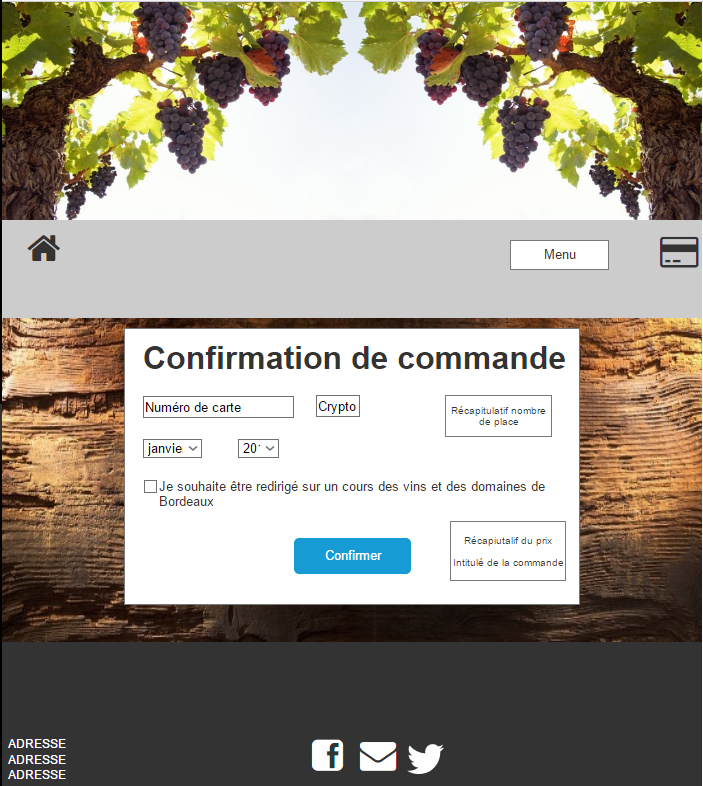 Menu
Confirmation de commande
Numéro de carte
Crypto
Récapitulatif nombre
de place
janvie
Je souhaite être redirigé sur un cours des vins et des domaines de
Bordeaux
Confirmer
Récapiutalif du prix
Intitulé de la commande
ADRESSE
ADRESSE
ADRESSE